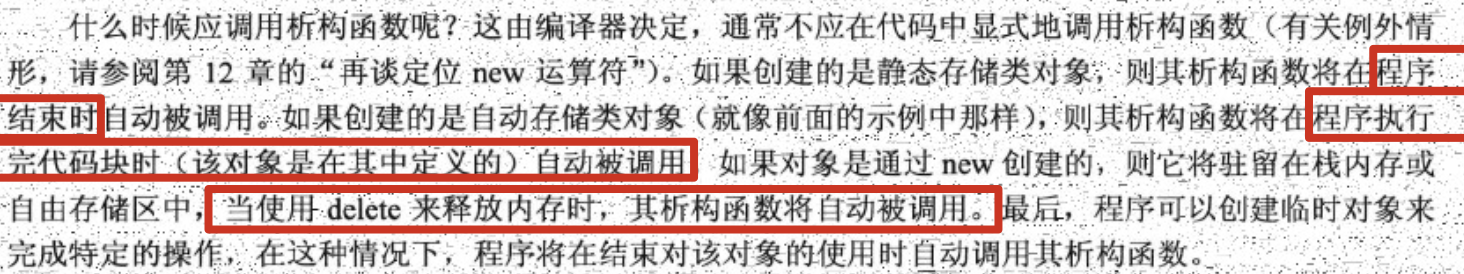 什么时候应调用析构函数呢？这由编译器决定，通常不应在代码中显式地调用析构函数（有关例外情
形，请参阅第 12 章的“再谈定位 new 运算符”）。如果创建的是静态存储类对象，则其析构函数将在程序
结束时自动被调用。如果创建的是自动存储类对象（就像前面的示例中那样），则其析构函数将在程序执行
完代码块时（该对象是在其中定义的）自动被调用。如果对象是通过 new 创建的，则它将驻留在栈内存或
自由存储区中，当使用 delete 来释放内存时，其析构函数将自动被调用。最后，程序可以创建临时对象来
完成特定的操作，在这种情况下，程序将在结束对该对象的使用时自动调用其析构函数。